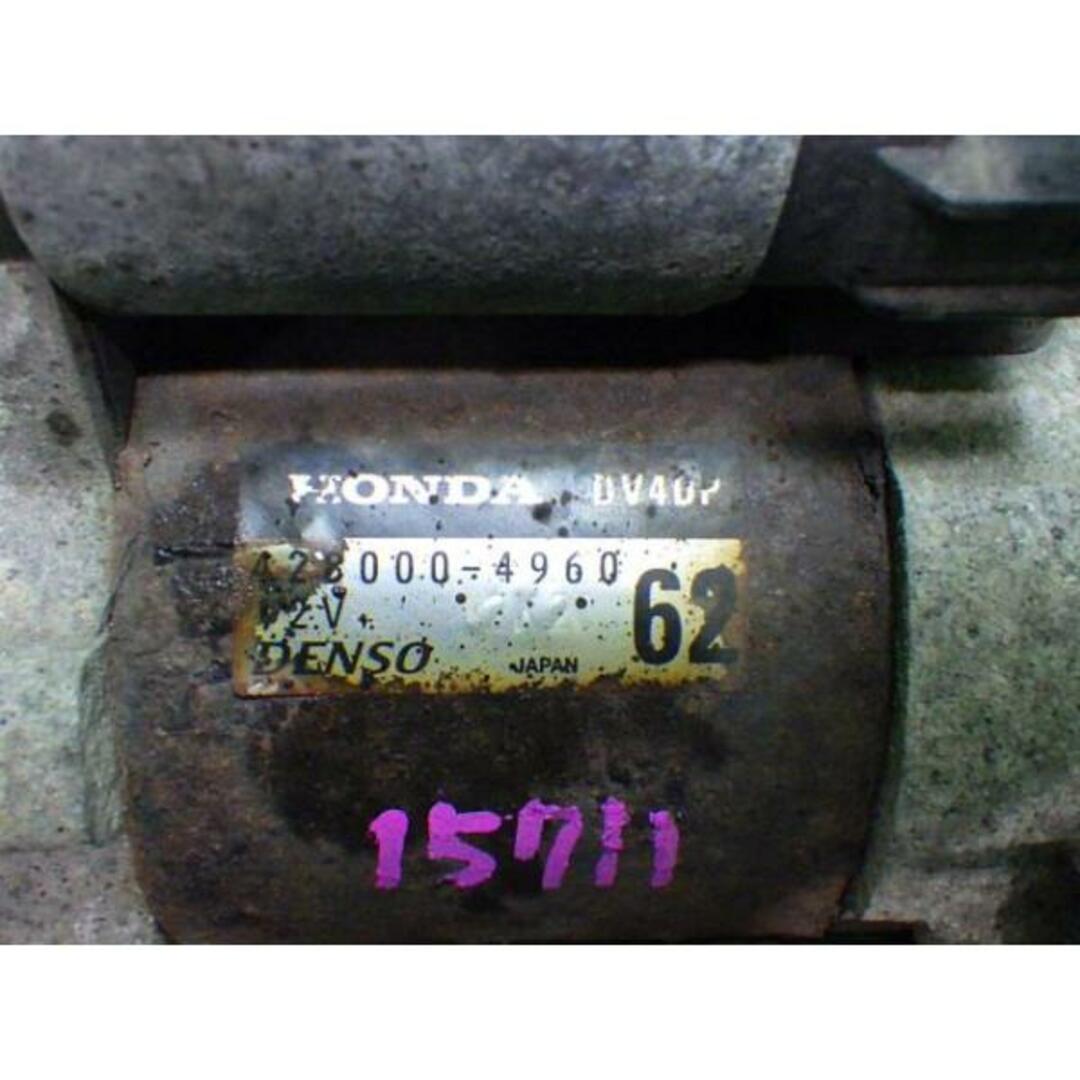 HONDA DV40P
428000-4960
12V. 62
DENSO JAPAN
15711